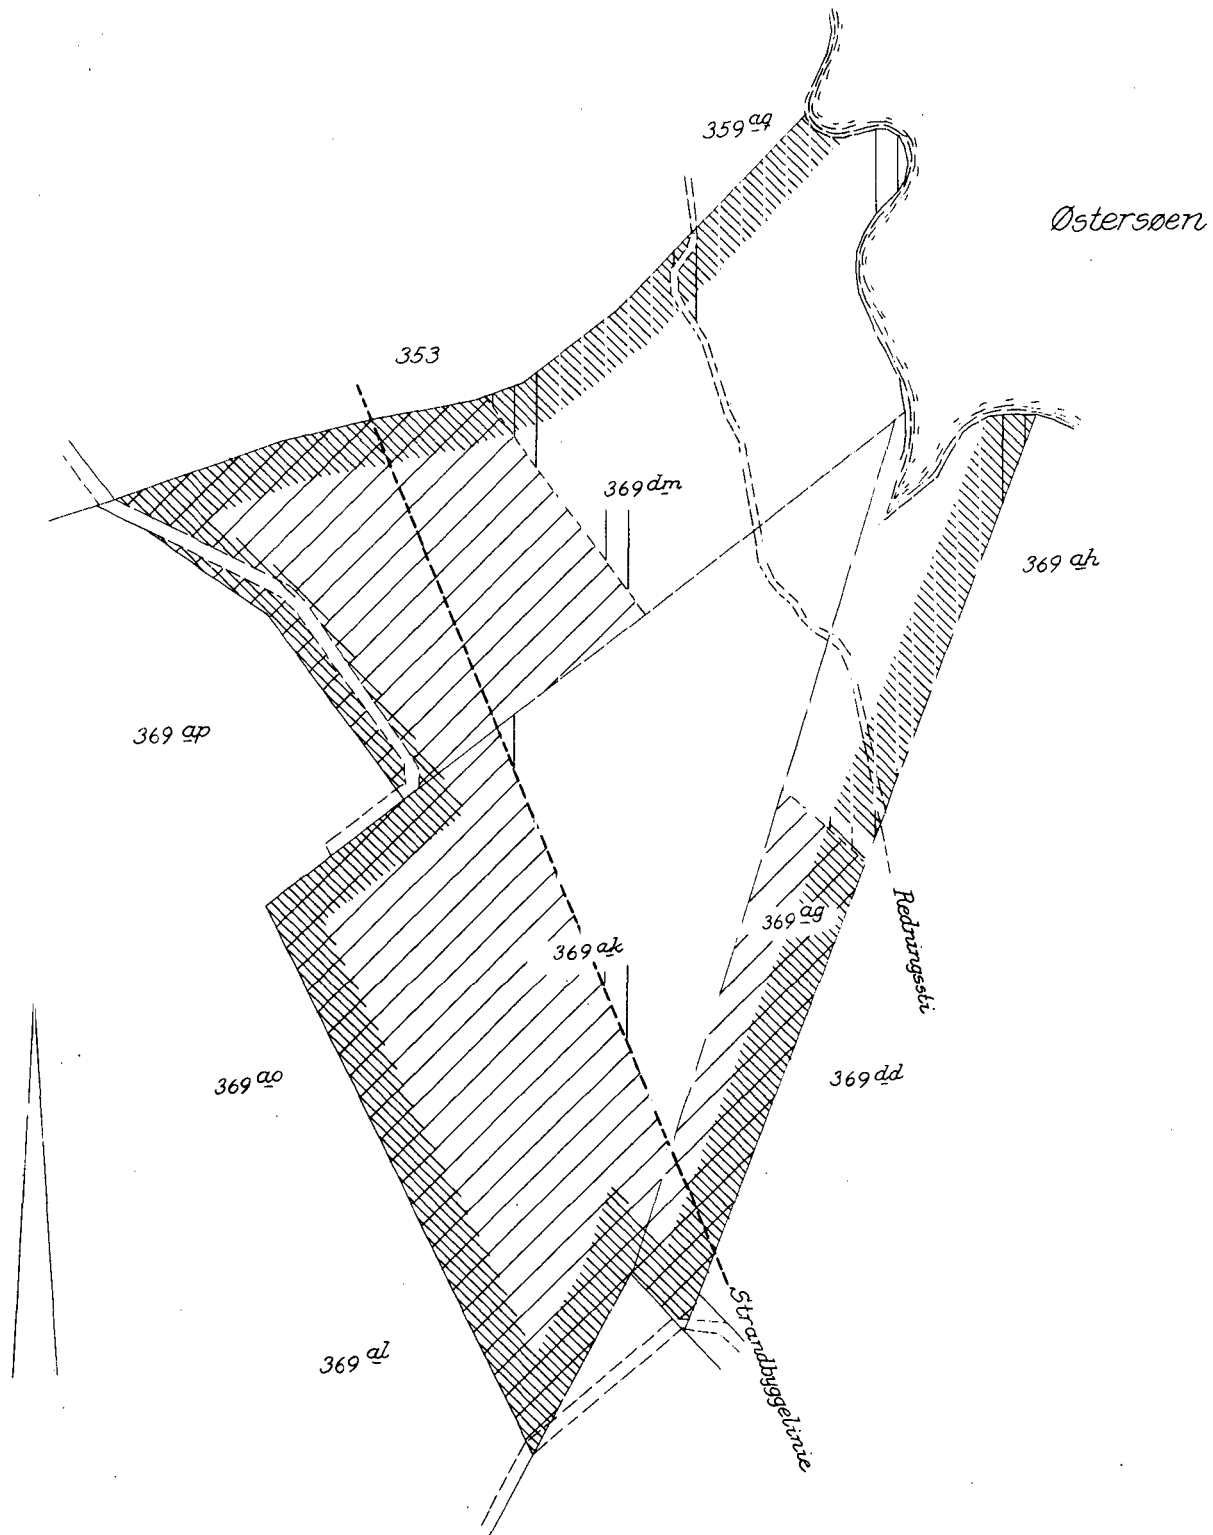 359 aq
Østersøen
353
369 dm
369 ah
369 ap
369 ag
Redningssti
369 ak
369 ao
369 dd
369 al
Strandbyggelinie